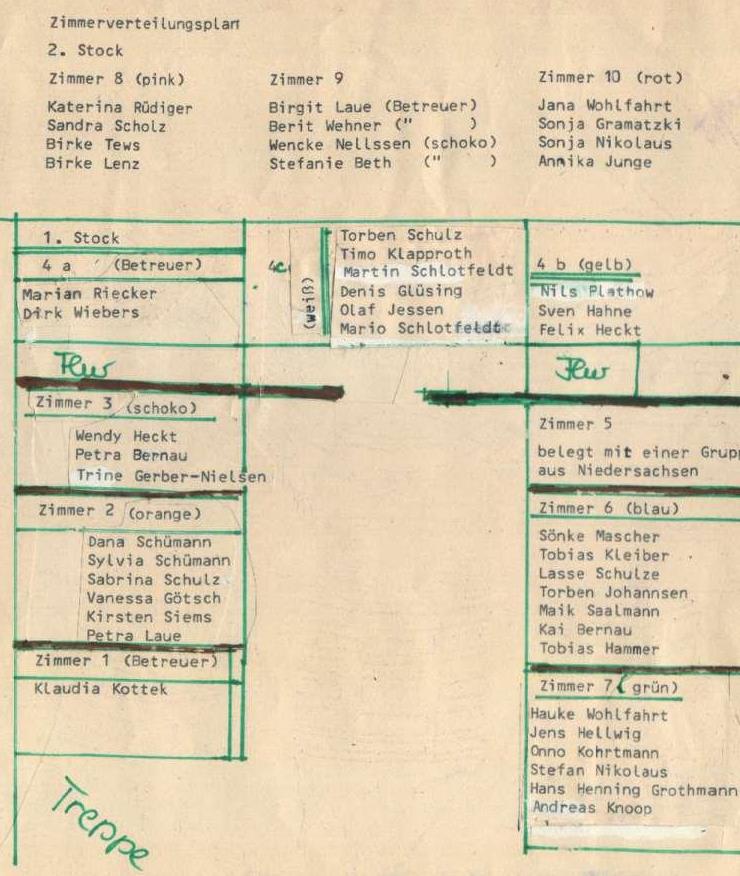 Zimmerverteilungsplan
2. Stock
Zimmer 8 (pink)
Katerina Rüdiger
Sandra Scholz
Birke Tews
Birke Lenz
Zimmer 9
Birgit Laue (Betreuer)
Berit Wehner (" )
Wencke Nellssen (schoko)
Stefanie Beth (" )
Zimmer 10 (rot)
Jana Wohlfahrt
Sonja Gramatzki
Sonja Nikolaus
Annika Junge
1. Stock
4 a (Betreuer)
Marian Riecker
Dirk Wiebers
4c
(weiß)
Torben Schulz
Timo Klapproth
Martin Schlotfeldt
Denis Glüsing
Olaf Jessen
Mario Schlotfeldt
4 b (gelb)
Nils Plathow
Sven Hahne
Felix Heckt
Flur
Flur
Zimmer 3 (schoko)
Wendy Heckt
Petra Bernau
Trine Gerber-Nielsen
Zimmer 2 (orange)
Dana Schümann
Sylvia Schümann
Sabrina Schulz
Vanessa Götsch
Kirsten Siems
Petra Laue
Zimmer 1 (Betreuer)
Klaudia Kottek
Treppe
Zimmer 5
belegt mit einer Grupp
aus Niedersachsen
Zimmer 6 (blau)
Sönke Mascher
Tobias Kleiber
Lasse Schulze
Torben Johannsen
Maik Saalmann
Kai Bernau
Tobias Hammer
Zimmer 7 (grün)
Hauke Wohlfahrt
Jens Hellwig
Onno Kohrtmann
Stefan Nikolaus
Hans Henning Grothmann
Andreas Knoop